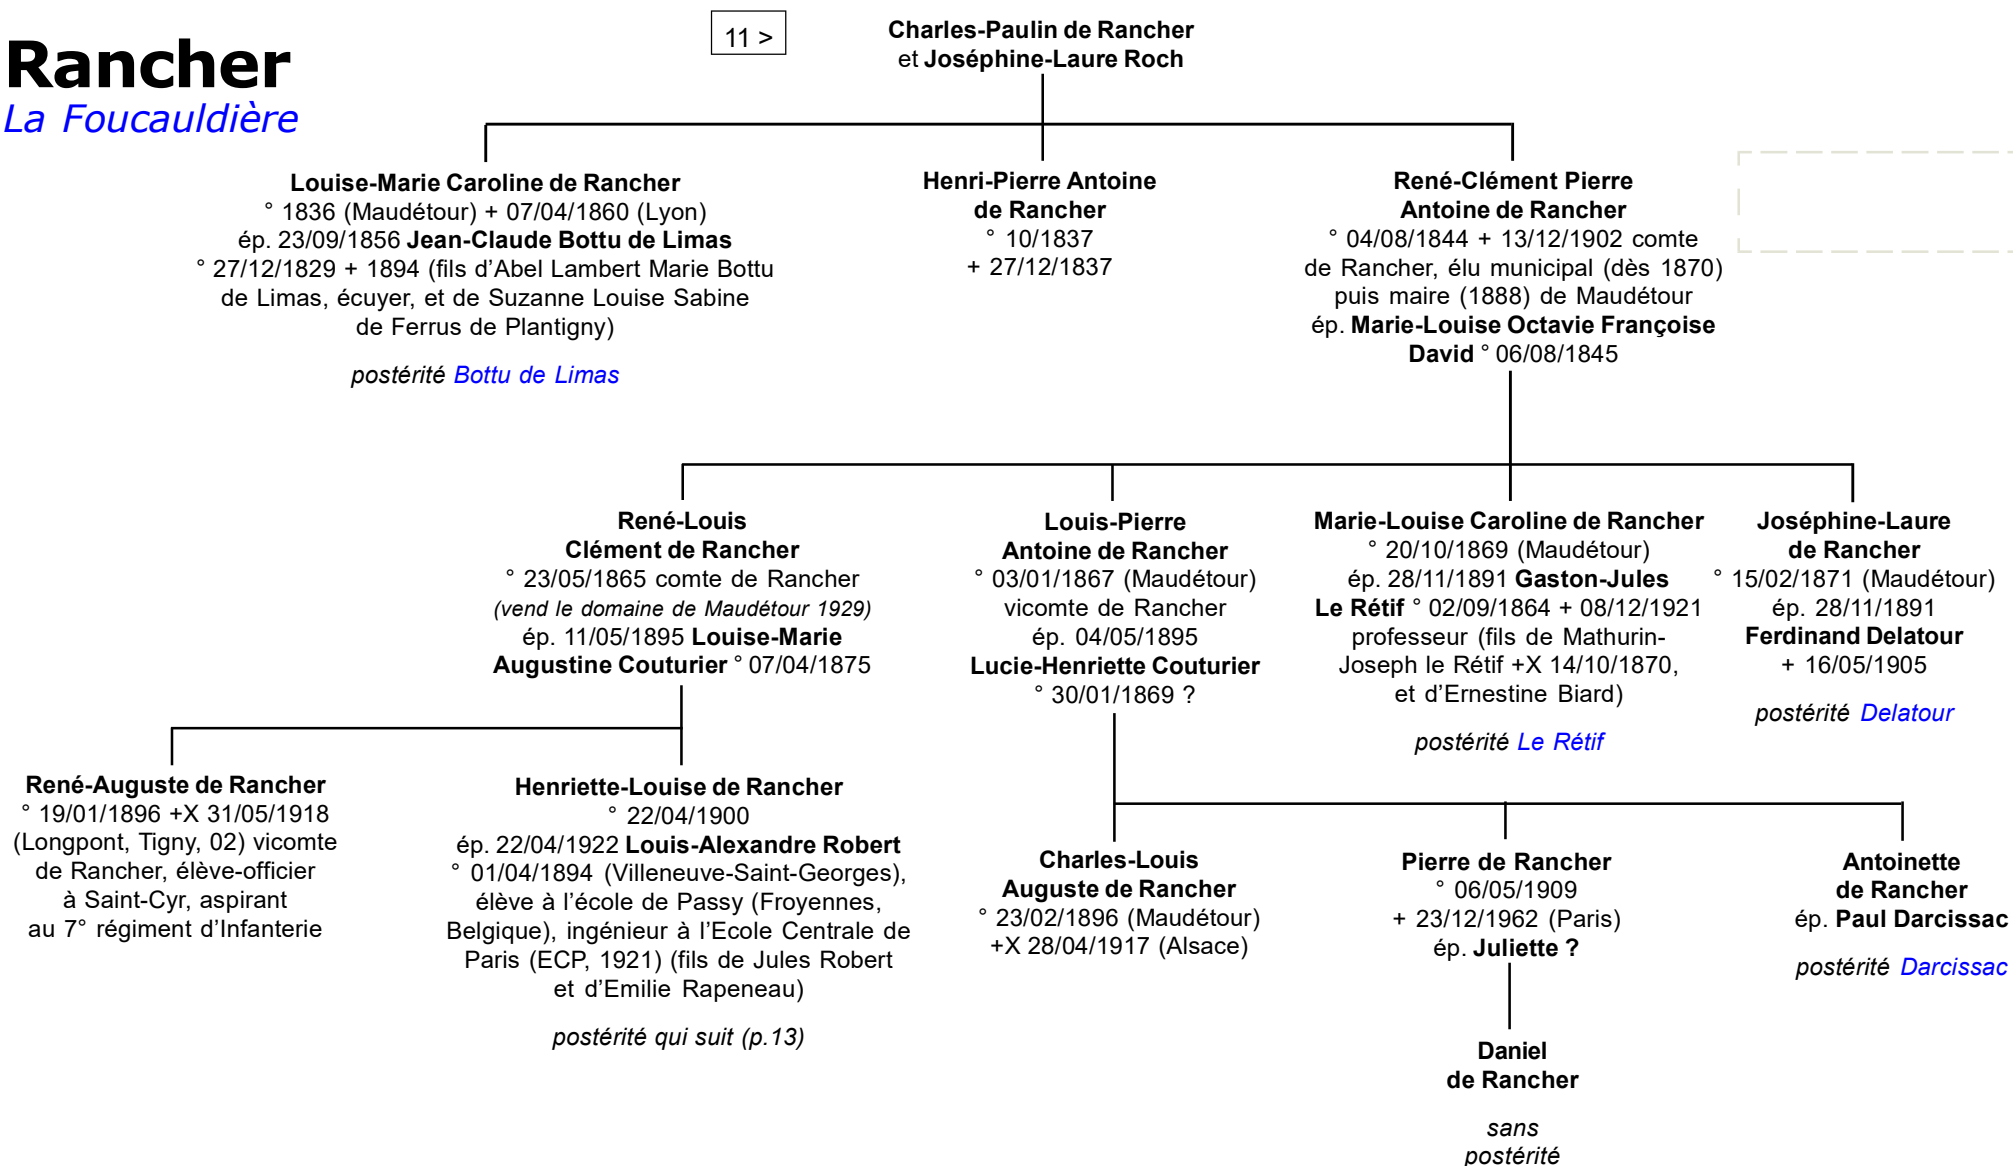 Rancher
La Foucauldière
11 >
Charles-Paulin de Rancher
et Joséphine-Laure Roch
Louise-Marie Caroline de Rancher
° 1836 (Maudétour) + 07/04/1860 (Lyon)
ép. 23/09/1856 Jean-Claude Bottu de Limas
° 27/12/1829 + 1894 (fils d'Abel Lambert Marie Bottu
de Limas, écuyer, et de Suzanne Louise Sabine
de Ferrus de Plantigny)
postérité Bottu de Limas
Henri-Pierre Antoine
de Rancher
° 10/1837
+ 27/12/1837
René-Clément Pierre
Antoine de Rancher
° 04/08/1844 + 13/12/1902 comte
de Rancher, élu municipal (dès 1870)
puis maire (1888) de Maudétour
ép. Marie-Louise Octavie Françoise
David ° 06/08/1845
René-Louis
Clément de Rancher
° 23/05/1865 comte de Rancher
(vend le domaine de Maudétour 1929)
ép. 11/05/1895 Louise-Marie
Augustine Couturier ° 07/04/1875
Louis-Pierre
Antoine de Rancher
° 03/01/1867 (Maudétour)
vicomte de Rancher
ép. 04/05/1895
Lucie-Henriette Couturier
° 30/01/1869 ?
Marie-Louise Caroline de Rancher
° 20/10/1869 (Maudétour)
ép. 28/11/1891 Gaston-Jules
Le Rétif ° 02/09/1864 + 08/12/1921
professeur (fils de Mathurin-
Joseph le Rétif +X 14/10/1870,
et d'Ernestine Biard)
postérité Le Rétif
Joséphine-Laure
de Rancher
° 15/02/1871 (Maudétour)
ép. 28/11/1891
Ferdinand Delatour
+ 16/05/1905
postérité Delatour
René-Auguste de Rancher
° 19/01/1896 +X 31/05/1918
(Longpont, Tigny, 02) vicomte
de Rancher, élève-officier
à Saint-Cyr, aspirant
au 7° régiment d'Infanterie
Henriette-Louise de Rancher
° 22/04/1900
ép. 22/04/1922 Louis-Alexandre Robert
° 01/04/1894 (Villeneuve-Saint-Georges),
élève à l'école de Passy (Froyennes,
Belgique), ingénieur à l'Ecole Centrale de
Paris (ECP, 1921) (fils de Jules Robert
et d'Emilie Rapeneau)
postérité qui suit (p.13)
Charles-Louis
Auguste de Rancher
° 23/02/1896 (Maudétour)
+X 28/04/1917 (Alsace)
Pierre de Rancher
° 06/05/1909
+ 23/12/1962 (Paris)
ép. Juliette ?
Antoinette
de Rancher
ép. Paul Darcissac
postérité Darcissac
Daniel
de Rancher
sans
postérité